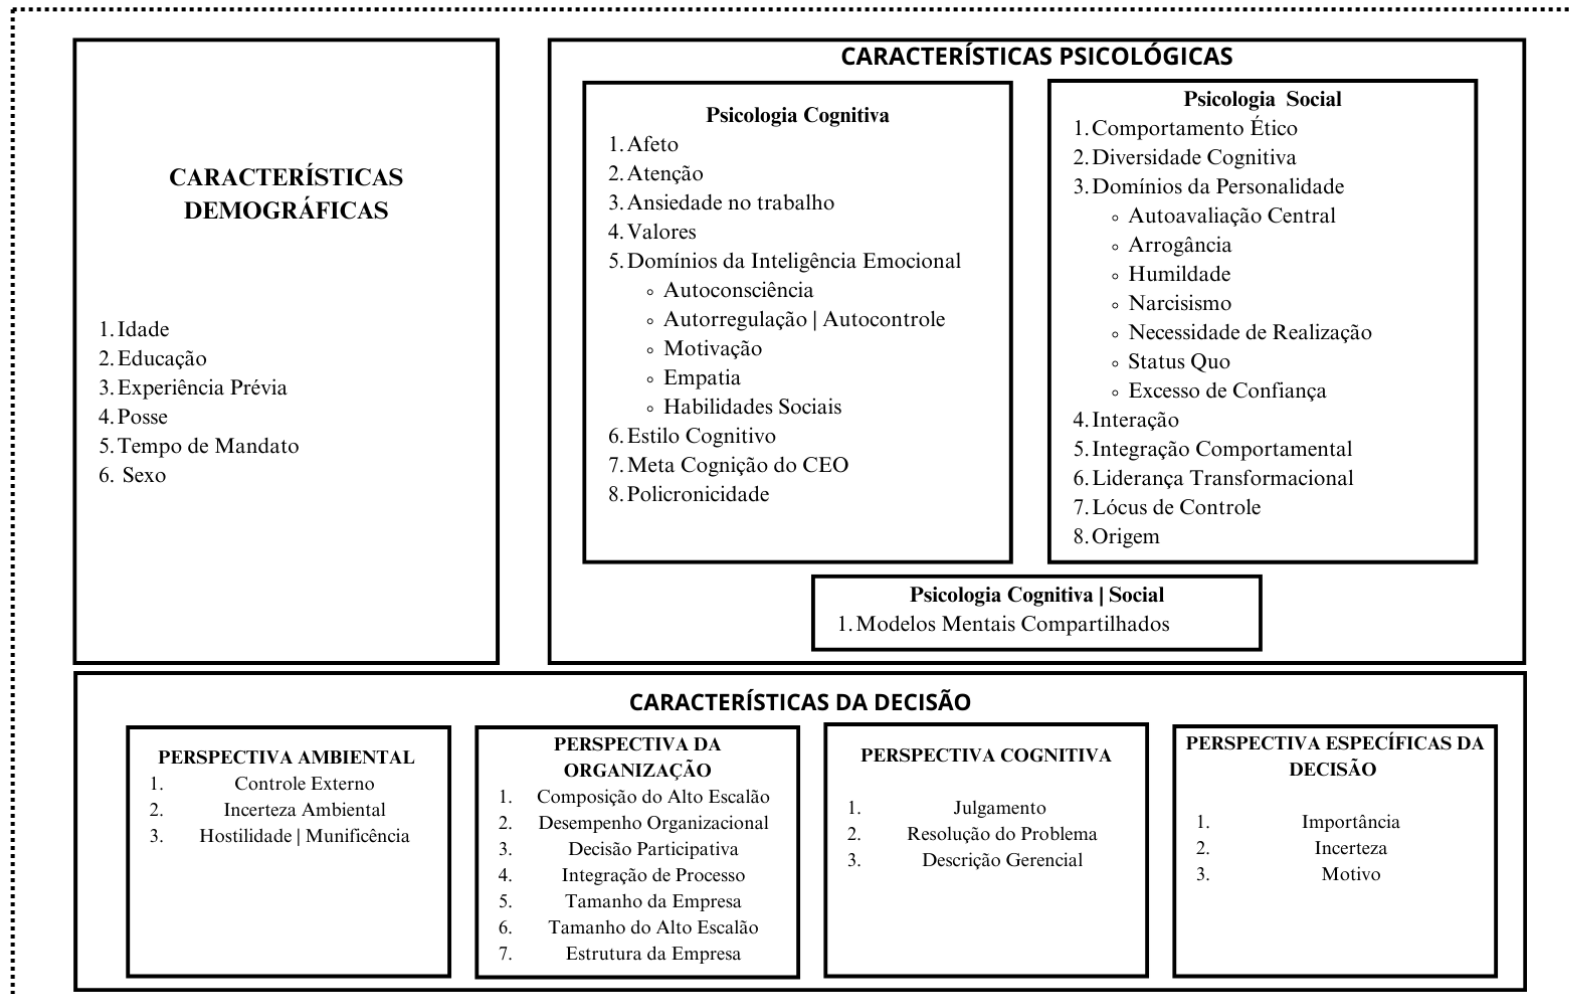 CARACTERÍSTICAS
DEMOGRÁFICAS
1. Idade
2. Educação
3. Experiência Prévia
4. Posse
5. Tempo de Mandato
6. Sexo
CARACTERÍSTICAS PSICOLÓGICAS
Psicologia Cognitiva
1. Afeto
2. Atenção
3. Ansiedade no trabalho
4. Valores
5. Domínios da Inteligência Emocional
◦ Autoconsciência
◦ Autorregulação | Autocontrole
◦ Motivação
◦ Empatia
◦ Habilidades Sociais
6. Estilo Cognitivo
7. Meta Cognição do CEO
8. Policronicidade
Psicologia Social
1. Comportamento Ético
2. Diversidade Cognitiva
3. Domínios da Personalidade
◦ Autoavaliação Central
◦ Arrogância
◦ Humildade
◦ Narcisismo
◦ Necessidade de Realização
◦ Status Quo
◦ Excesso de Confiança
4. Interação
5. Integração Comportamental
6. Liderança Transformacional
7. Lócus de Controle
8. Origem
Psicologia Cognitiva | Social
1. Modelos Mentais Compartilhados
CARACTERÍSTICAS DA DECISÃO
PERSPECTIVA AMBIENTAL
1. Controle Externo
2. Incerteza Ambiental
3. Hostilidade | Munificência
PERSPECTIVA DA
ORGANIZAÇÃO
1. Composição do Alto Escalão
2. Desempenho Organizacional
3. Decisão Participativa
4. Integração de Processo
5. Tamanho da Empresa
6. Tamanho do Alto Escalão
7. Estrutura da Empresa
PERSPECTIVA COGNITIVA
1. Julgamento
2. Resolução do Problema
3. Descrição Gerencial
PERSPECTIVA ESPECÍFICAS DA
DECISÃO
1. Importância
2. Incerteza
3. Motivo